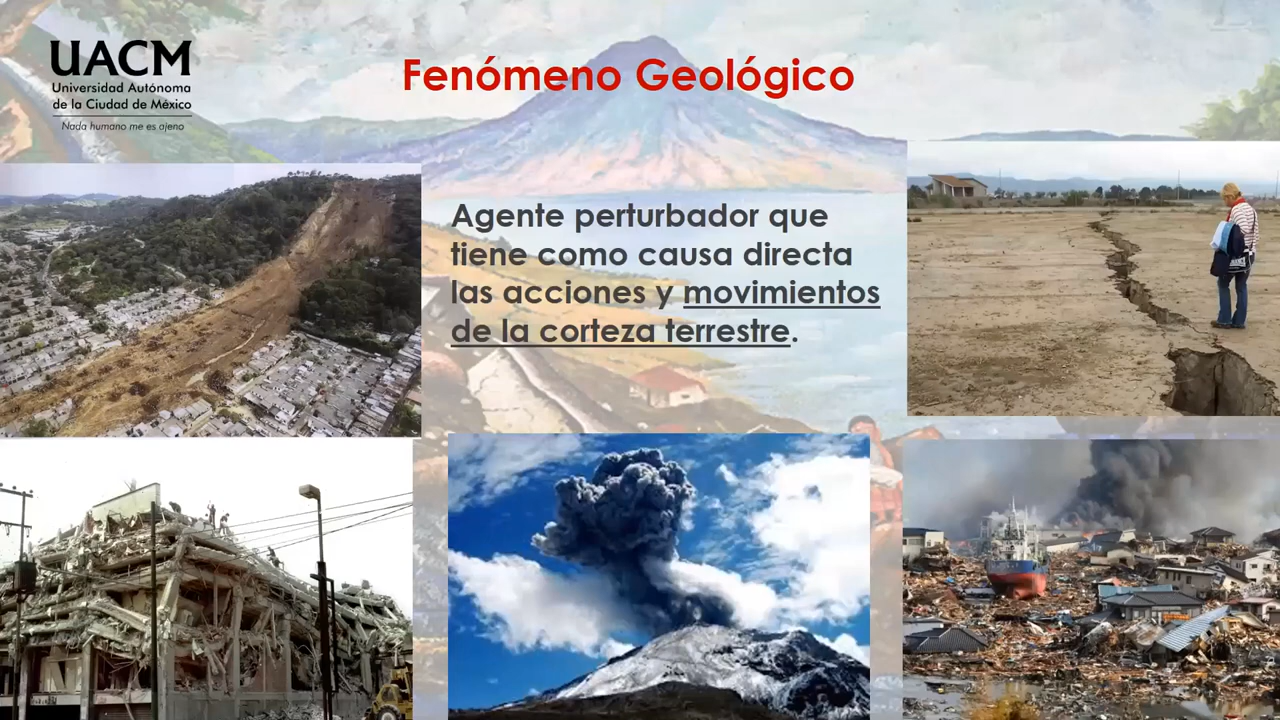 UACM
Universidad Autónoma
de la Ciudad de México
Nada humano me es ajeno
Fenómeno Geológico
Agente perturbador que
tiene como causa directa
las acciones y movimientos
de la corteza terrestre.